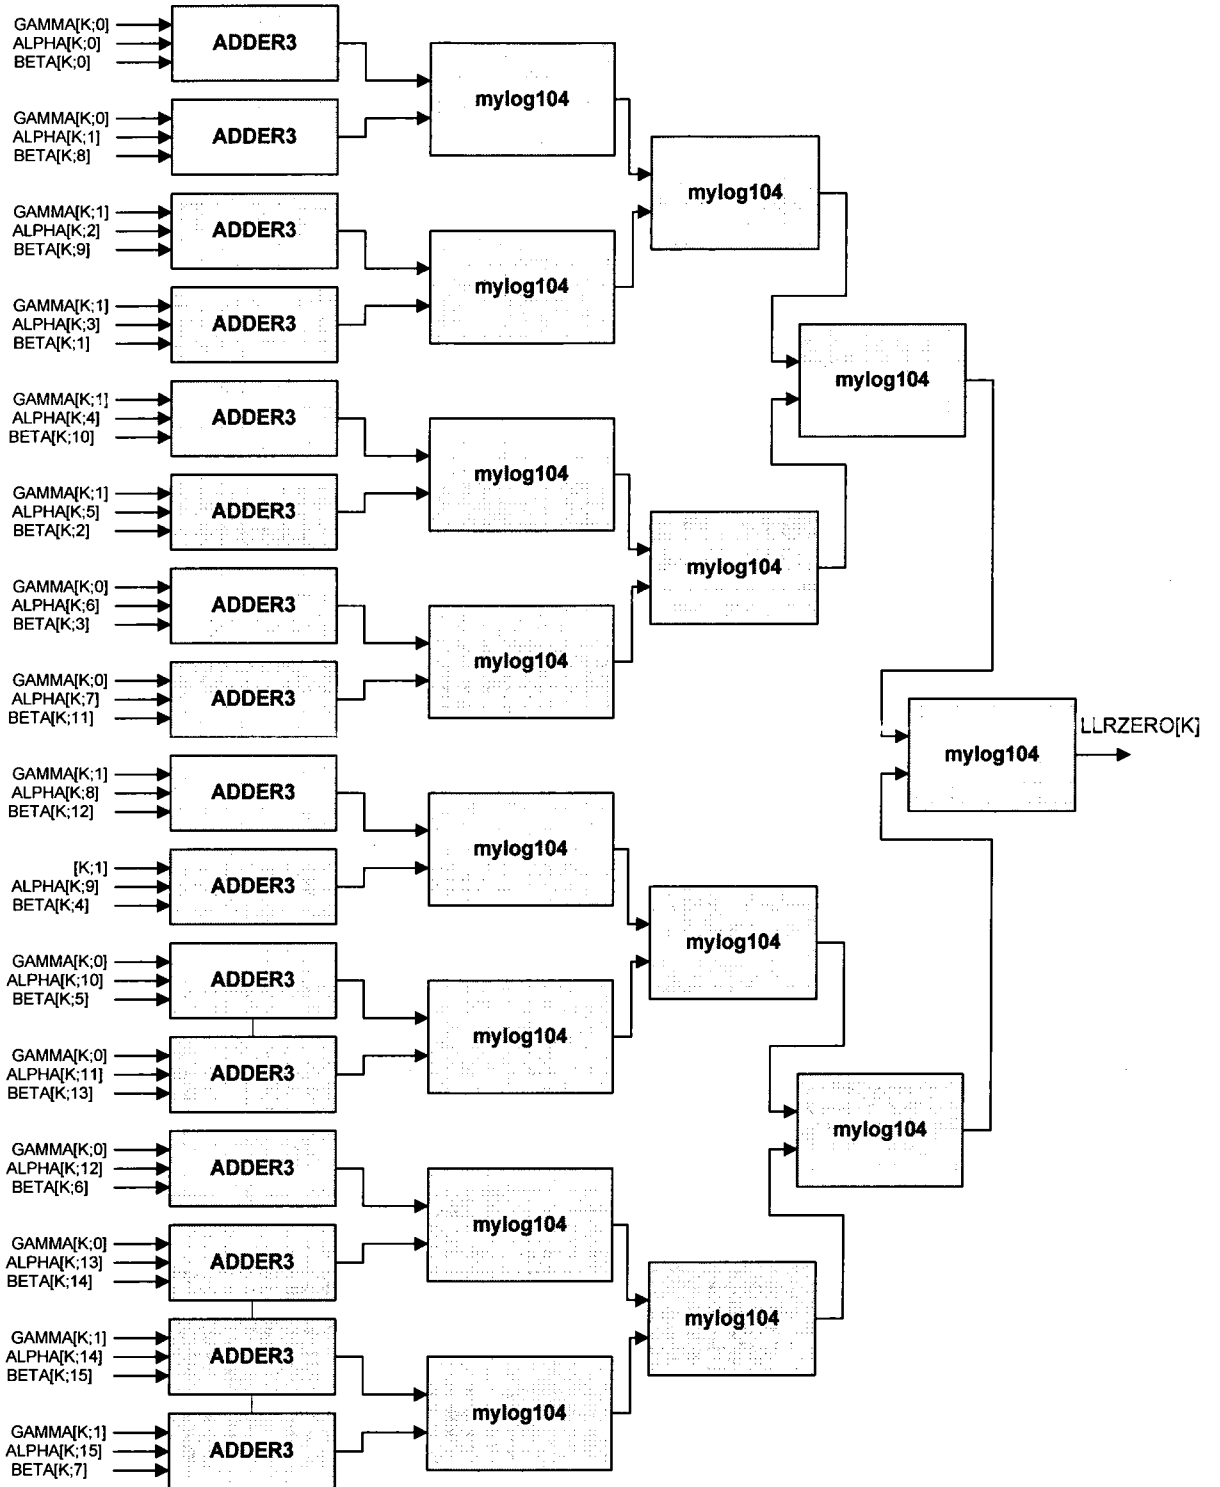 GAMMA[K;0]
ALPHA[K;0]
BETA[K;0]
ADDER3
mylog104
GAMMA[K;0]
ALPHA[K;1]
BETA[K;8]
ADDER3
mylog104
GAMMA[K;1]
ALPHA[K;2]
BETA[K;9]
ADDER3
mylog104
GAMMA[K;1]
ALPHA[K;3]
BETA[K;1]
ADDER3
mylog104
GAMMA[K;1]
ALPHA[K;4]
BETA[K;10]
ADDER3
mylog104
GAMMA[K;1]
ALPHA[K;5]
BETA[K;2]
ADDER3
mylog104
GAMMA[K;0]
ALPHA[K;6]
BETA[K;3]
ADDER3
mylog104
GAMMA[K;0]
ALPHA[K;7]
BETA[K;11]
ADDER3
LLRZERO[K]
mylog104
GAMMA[K;1]
ALPHA[K;8]
BETA[K;12]
ADDER3
mylog104
[K;1]
ALPHA[K;9]
BETA[K;4]
ADDER3
mylog104
GAMMA[K;0]
ALPHA[K;10]
BETA[K;5]
ADDER3
mylog104
GAMMA[K;0]
ALPHA[K;11]
BETA[K;13]
ADDER3
mylog104
GAMMA[K;0]
ALPHA[K;12]
BETA[K;6]
ADDER3
mylog104
GAMMA[K;0]
ALPHA[K;13]
BETA[K;14]
ADDER3
mylog104
GAMMA[K;1]
ALPHA[K;14]
BETA[K;15]
ADDER3
mylog104
GAMMA[K;1]
ALPHA[K;15]
BETA[K;7]
ADDER3